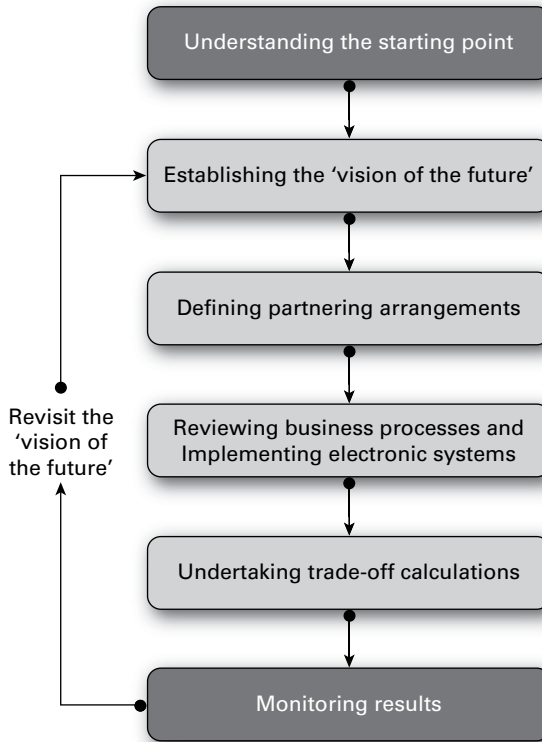 Understanding the starting point
Establishing the ‘vision of the future’
Defining partnering arrangements
Reviewing business processes and
Implementing electronic systems
Revisit the
‘vision of
the future’
Undertaking trade-off calculations
Monitoring results